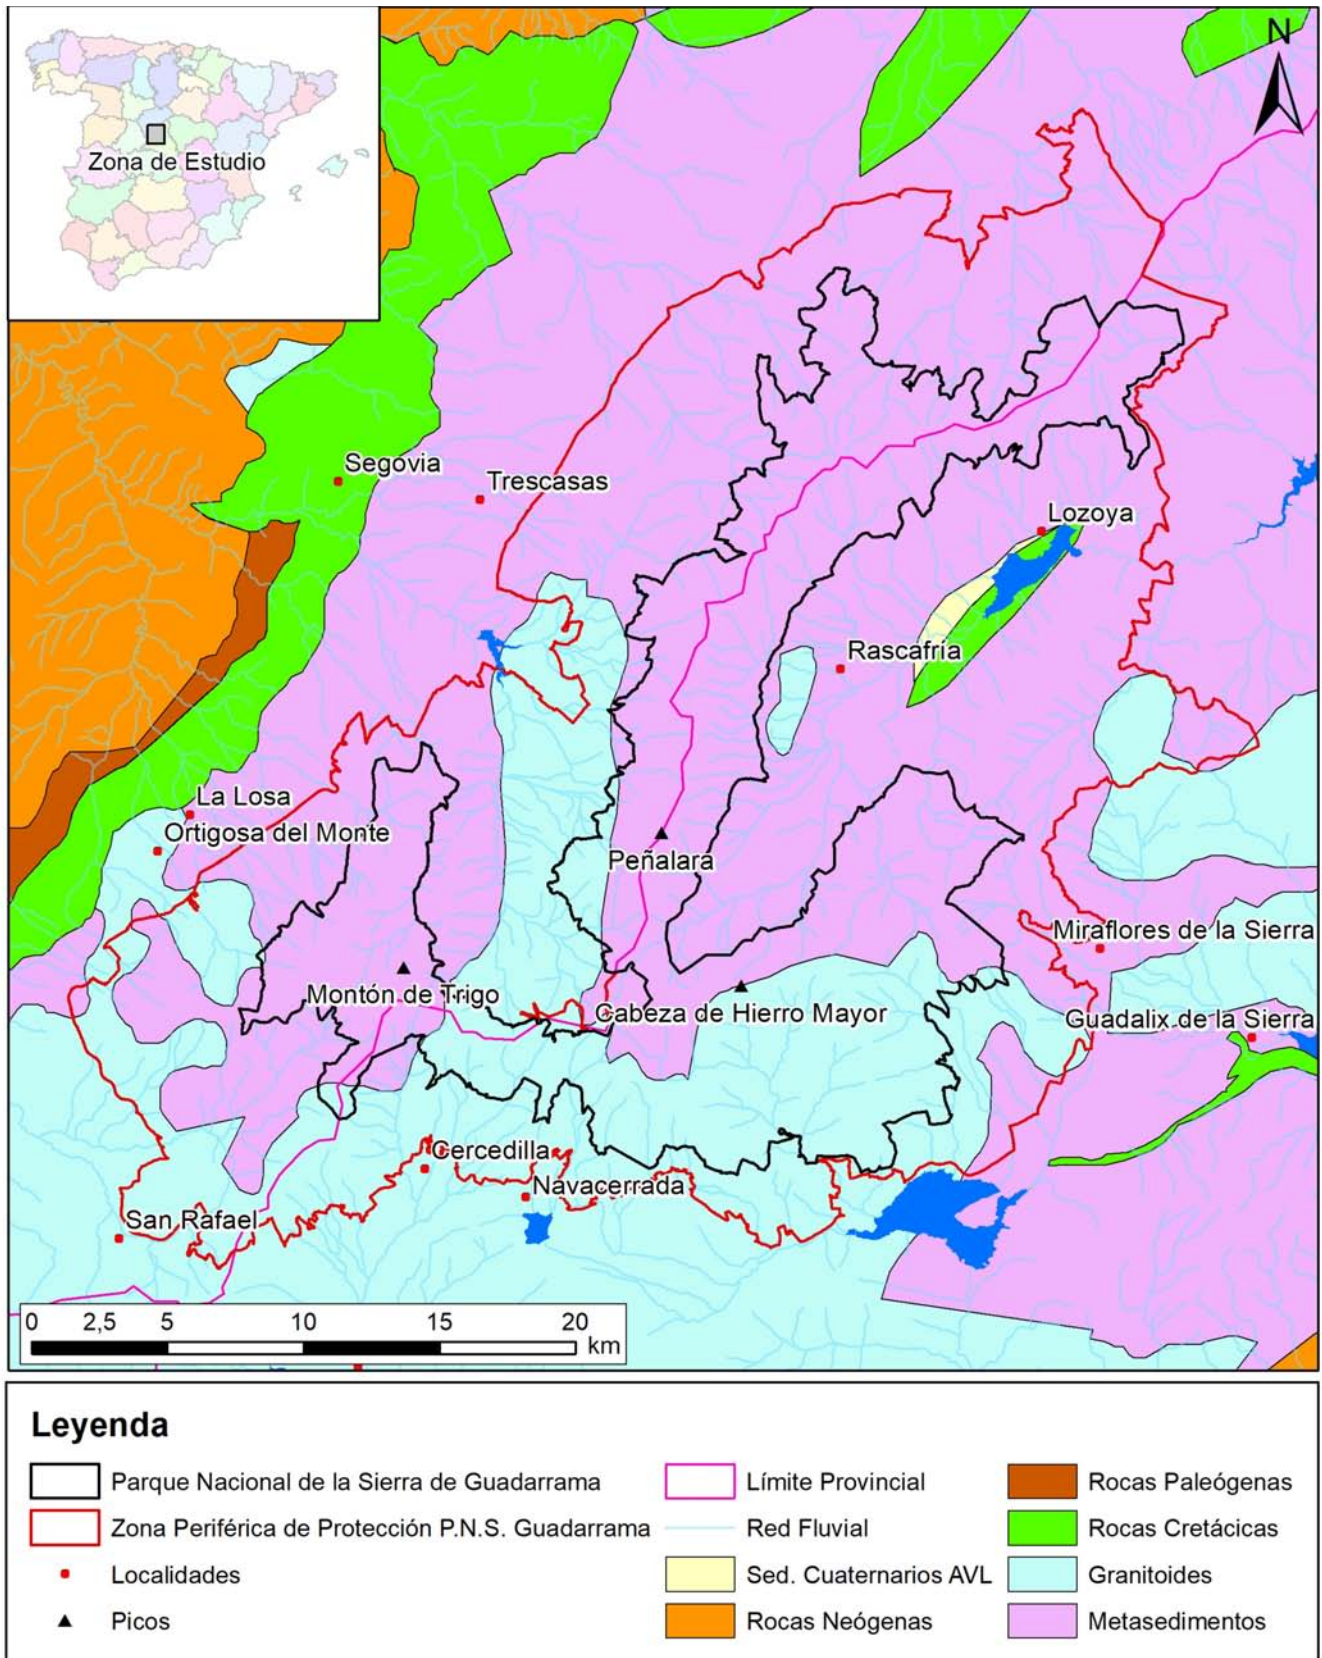 N
Zona de Estudio
Segovia
Trescasas
Lozoya
Rascafría
La Losa
Ortigosa del Monte
Peñalara
Miraflores de la Sierra
Montón de Trigo
Cabeza de Hierro Mayor
Guadalix de la Sierra
Cercedilla
Navacerrada
San Rafael
0 2,5 5 10 15 20
km
Leyenda
Parque Nacional de la Sierra de Guadarrama
Zona Periférica de Protección P.N.S. Guadarrama
Localidades
Picos
Límite Provincial
Red Fluvial
Sed. Cuaternarios AVL
Rocas Neógenas
Rocas Paleógenas
Rocas Cretácicas
Granitoides
Metasedimentos